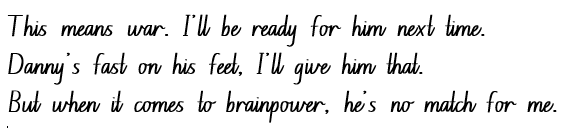 This means war. I'll be ready for him next time.
Danny's fast on his feet, I'll give him that.
But when it comes to brainpower, he's no match for me.